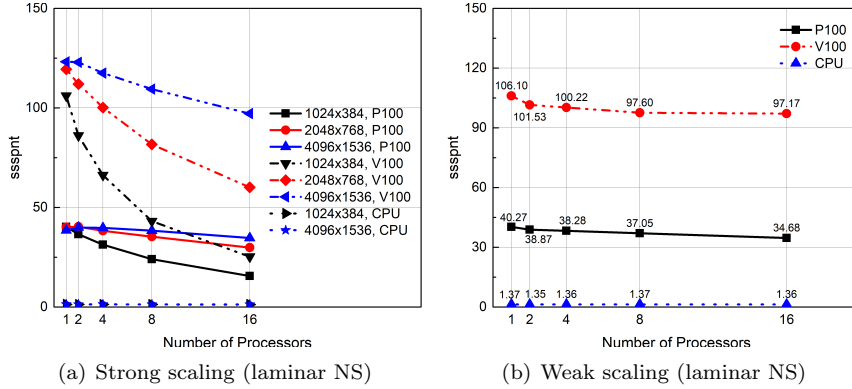 150
100
50
0
ssspnt
1024x384, P100
2048x768, P100
4096x1536, P100
1024x384, V100
2048x768, V100
4096x1536, V100
1024x384, CPU
4096x1536, CPU
1 2 4 8 16
Number of Processors
(a) Strong scaling (laminar NS)
150
120
90
60
30
0
ssspnt
P100
V100
CPU
106.10
101.53
100.22
97.60
97.17
40.27
38.87
38.28
37.05
34.68
1.37
1.35
1.36
1.37
1.36
1 2 4 8 16
Number of Processors
(b) Weak scaling (laminar NS)